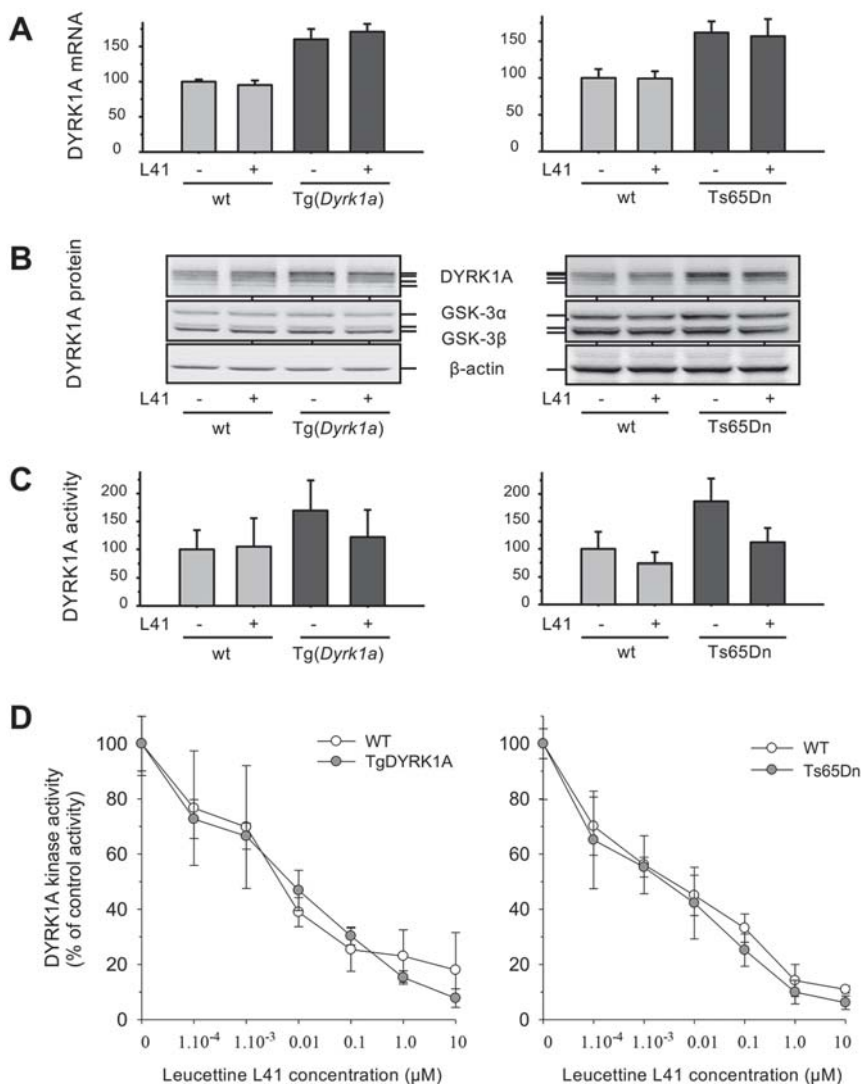 A
DYRK1A mRNA
150
100
50
0
L41 - + - +
wt Tg(Dyrk1a)
150
100
50
0
L41 - + - +
wt Ts65Dn
B
DYRK1A protein
DYRK1A
GSK-3α
GSK-3β
β-actin
L41 - + - +
wt Tg(Dyrk1a)
L41 - + - +
wt Ts65Dn
C
DYRK1A activity
200
150
100
50
0
L41 - + - +
wt Tg(Dyrk1a)
200
150
100
50
0
L41 - + - +
wt Ts65Dn
D
DYRK1A kinase activity
(% of control activity)
100
80
60
40
20
0
WT
TgDYRK1A
0 1.10⁻⁴ 1.10⁻³ 0.01 0.1 1.0 10
Leucettine L41 concentration (µM)
100
80
60
40
20
0
WT
Ts65Dn
0 1.10⁻⁴ 1.10⁻³ 0.01 0.1 1.0 10
Leucettine L41 concentration (µM)